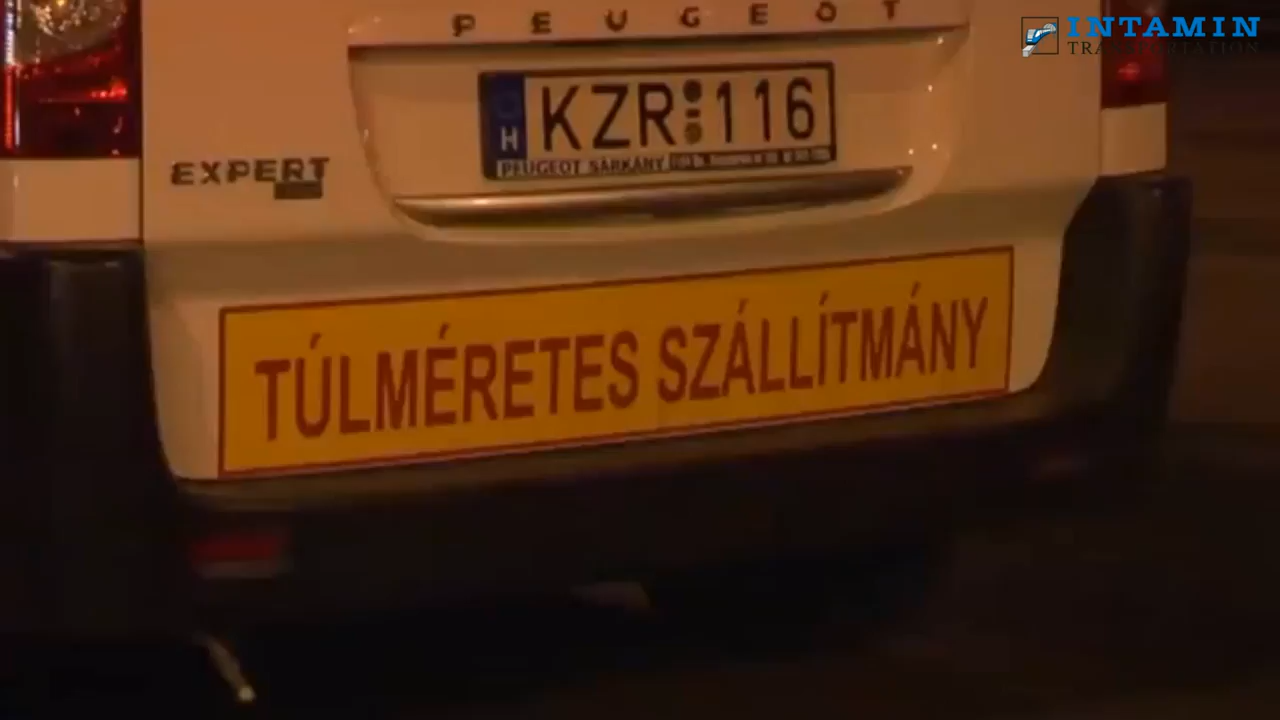 PEUGEOT
INTAMIN
TRANSPORTATION
H KZR 116
PEUGEOT SÁRKÁNY
EXPERT
TÚLMÉRETES SZÁLLÍTMÁNY